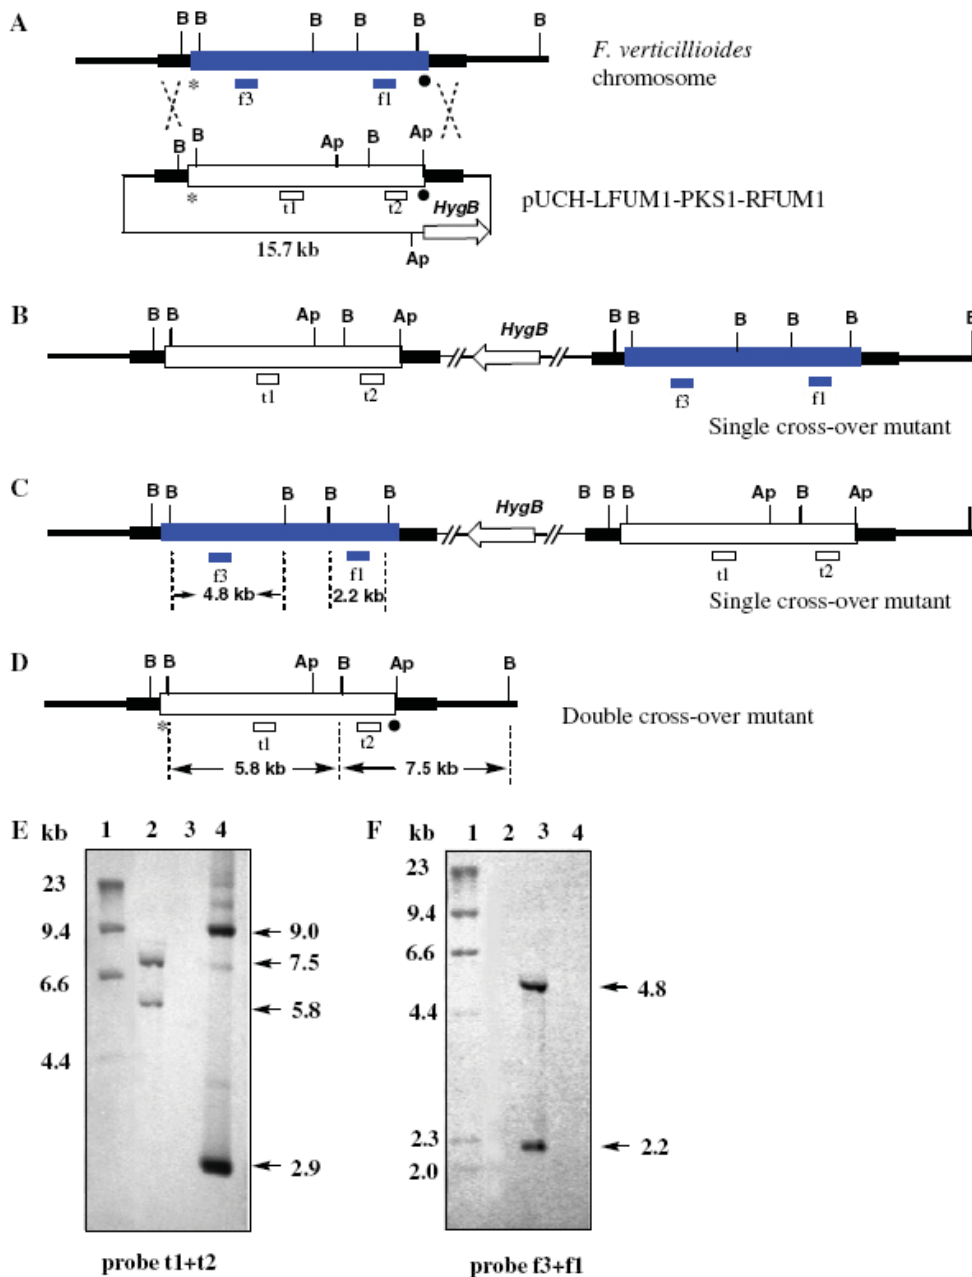 A
B B B B B B
F. verticillioides
chromosome
* f3 f1
B B Ap B Ap
* t1 t2 HygB
pUCH-LFUM1-PKS1-RFUM1
15.7 kb
Ap
B
B B Ap B Ap HygB B B B B B B
t1 t2 f3 f1
Single cross-over mutant
C
B B B B B HygB B B B Ap B Ap
f3 f1 t1 t2
4.8 kb 2.2 kb
Single cross-over mutant
D
B B Ap B Ap B
Double cross-over mutant
* t1 t2
5.8 kb 7.5 kb
E kb 1 2 3 4
23
9.4 9.0
7.5
6.6
5.8
4.4
2.9
probe t1+t2
F kb 1 2 3 4
23
9.4
6.6
4.8
4.4
2.3
2.2
2.0
probe f3+f1